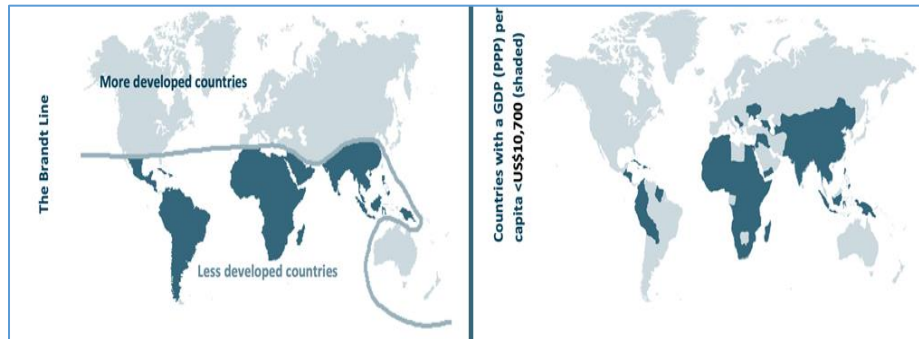 The Brandt Line
More developed countries
Less developed countries
Countries with a GDP (PPP) per
capita <US$10,700 (shaded)